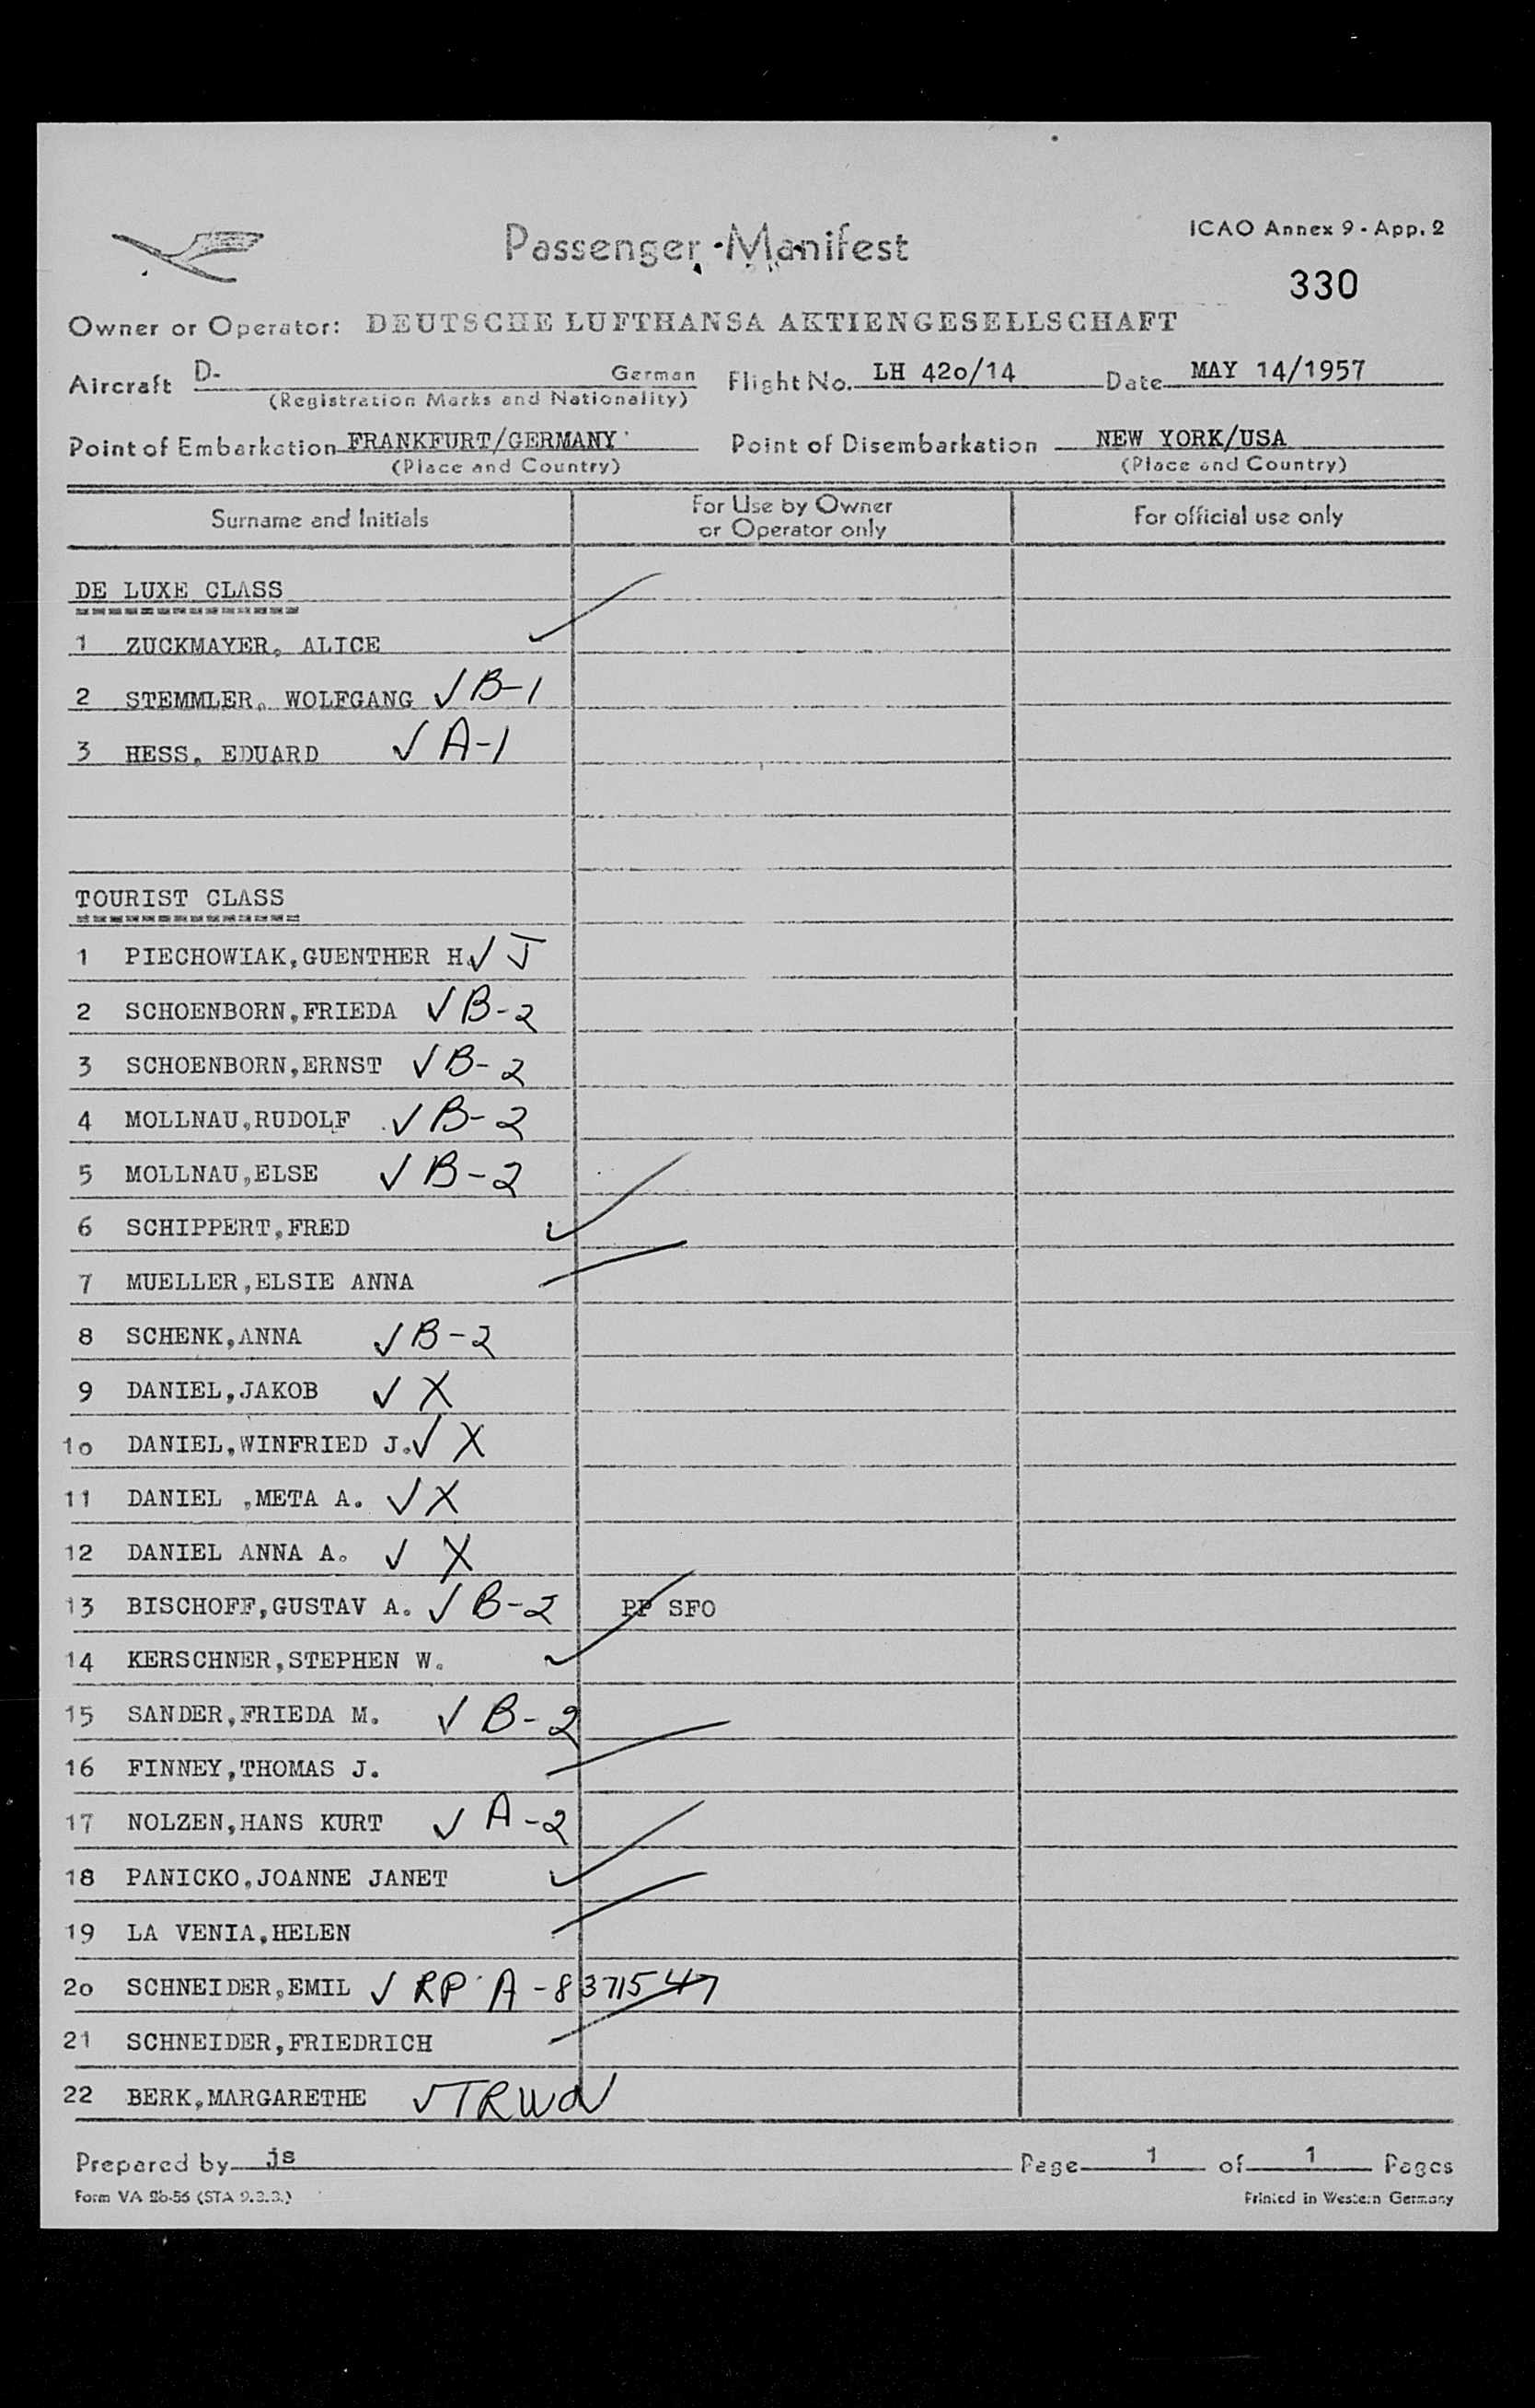 ICAO Annex 9 - App. 2
Passenger Manifest
330
Owner or Operator: DEUTSCHE LUFTHANSA AKTIENGESELLSCHAFT
Aircraft D- German Flight No. LH 42o/14 Date MAY 14/1957
(Registration Marks and Nationality)
Point of Embarkation FRANKFURT/GERMANY Point of Disembarkation NEW YORK/USA
(Place and Country) (Place and Country)
Surname and Initials For Use by Owner or Operator only For official use only
DE LUXE CLASS
1 ZUCKMAYER, ALICE ✓
2 STEMMLER, WOLFGANG ✓ B-1
3 HESS, EDUARD ✓ A-1
TOURIST CLASS
1 PIECHOWIAK,GUENTHER H. ✓ J
2 SCHOENBORN,FRIEDA ✓ B-2
3 SCHOENBORN,ERNST ✓ B-2
4 MOLLNAU,RUDOLF ✓ B-2
5 MOLLNAU,ELSE ✓ B-2
6 SCHIPPERT,FRED ✓
7 MUELLER,ELSIE ANNA
8 SCHENK,ANNA ✓ B-2
9 DANIEL,JAKOB ✓ X
1o DANIEL,WINFRIED J. ✓ X
11 DANIEL ,META A. ✓ X
12 DANIEL ANNA A. ✓ X
13 BISCHOFF,GUSTAV A. ✓ B-2 PP SFO
14 KERSCHNER,STEPHEN W. ✓
15 SANDER,FRIEDA M. ✓ B-2
16 FINNEY,THOMAS J.
17 NOLZEN,HANS KURT ✓ A-2
18 PANICKO,JOANNE JANET ✓
19 LA VENIA,HELEN
2o SCHNEIDER,EMIL ✓ RP A-8371547
21 SCHNEIDER,FRIEDRICH
22 BERK,MARGARETHE ✓ TRWOV
Prepared by js Page 1 of 1 Pages
Form VA 2b-56 (STA 9.3.3.) Printed in Western Germany